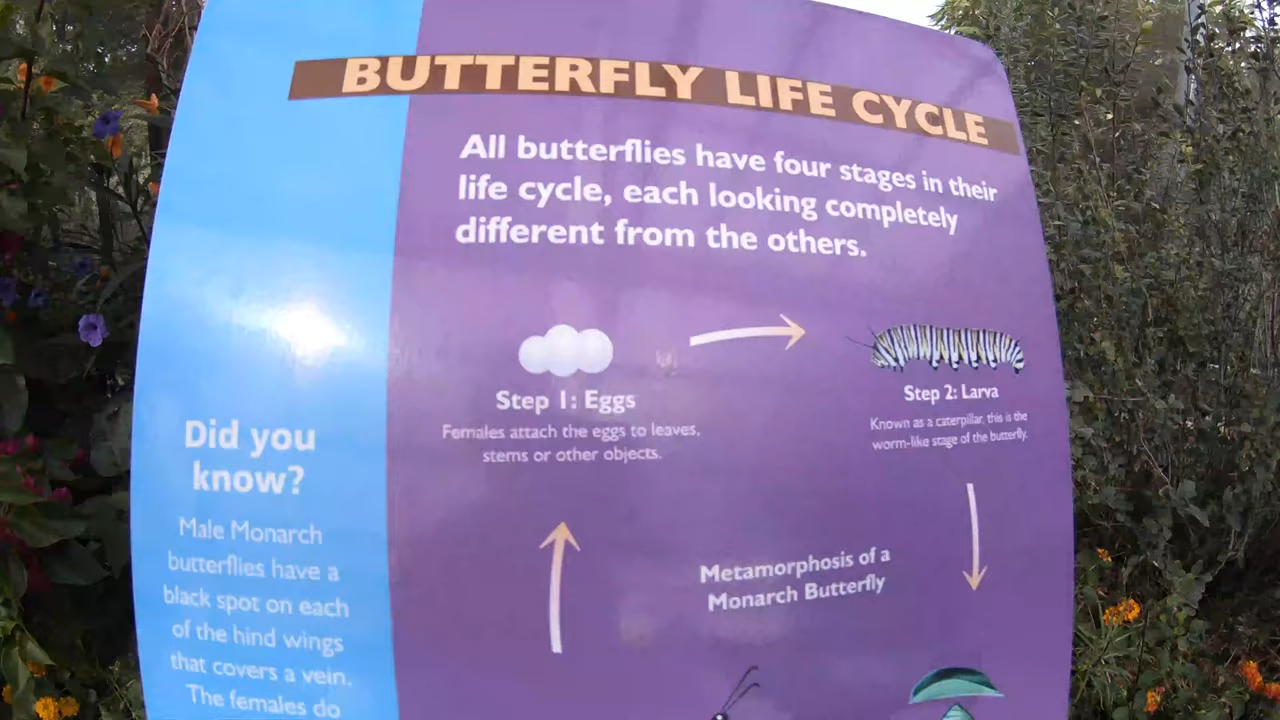 BUTTERFLY LIFE CYCLE
All butterflies have four stages in their
life cycle, each looking completely
different from the others.
Step 1: Eggs
Females attach the eggs to leaves,
stems or other objects.
Step 2: Larva
Known as a caterpillar, this is the
worm-like stage of the butterfly.
Metamorphosis of a
Monarch Butterfly
Did you
know?
Male Monarch
butterflies have a
black spot on each
of the hind wings
that covers a vein.
The females do